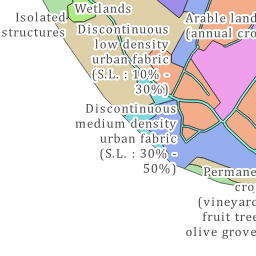 Wetlands
Isolated
structures
Discontinuous
low density
urban fabric
(S.L. : 10% -
30%)
Arable land
(annual cro
Discontinuous
medium density
urban fabric
(S.L. : 30% -
50%)
Permane
cro
(vineyard
fruit tree
olive grove